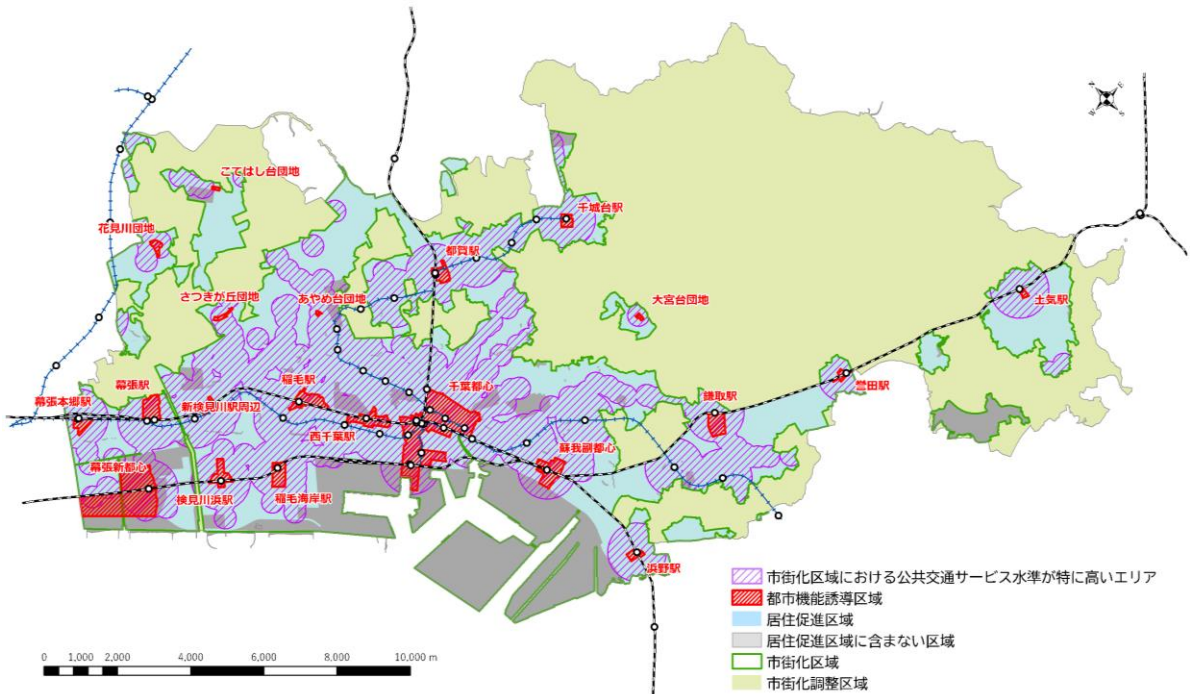 こてはし台団地
千城台駅
花見川団地
都賀駅
さつきが丘団地
あやめ台団地
大宮台団地
土気駅
幕張駅
稲毛駅
千葉都心
誉田駅
幕張本郷駅
新検見川駅周辺
鎌取駅
西千葉駅
蘇我副都心
幕張新都心
検見川浜駅
稲毛海岸駅
浜野駅
市街化区域における公共交通サービス水準が特に高いエリア
都市機能誘導区域
居住促進区域
居住促進区域に含まない区域
市街化区域
市街化調整区域
0 1,000 2,000 4,000 6,000 8,000 10,000 m